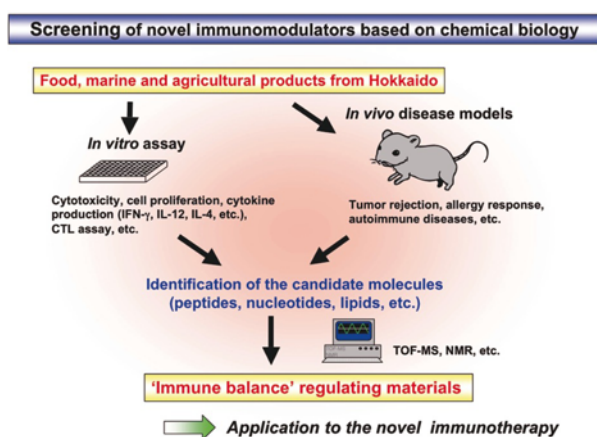 Screening of novel immunomodulators based on chemical biology
Food, marine and agricultural products from Hokkaido
In vivo disease models
In vitro assay
Cytotoxicity, cell proliferation, cytokine
production (IFN-γ, IL-12, IL-4, etc.),
CTL assay, etc.
Tumor rejection, allergy response,
autoimmune diseases, etc.
Identification of the candidate molecules
(peptides, nucleotides, lipids, etc.)
TOF-MS, NMR, etc.
‘Immune balance’ regulating materials
Application to the novel immunotherapy